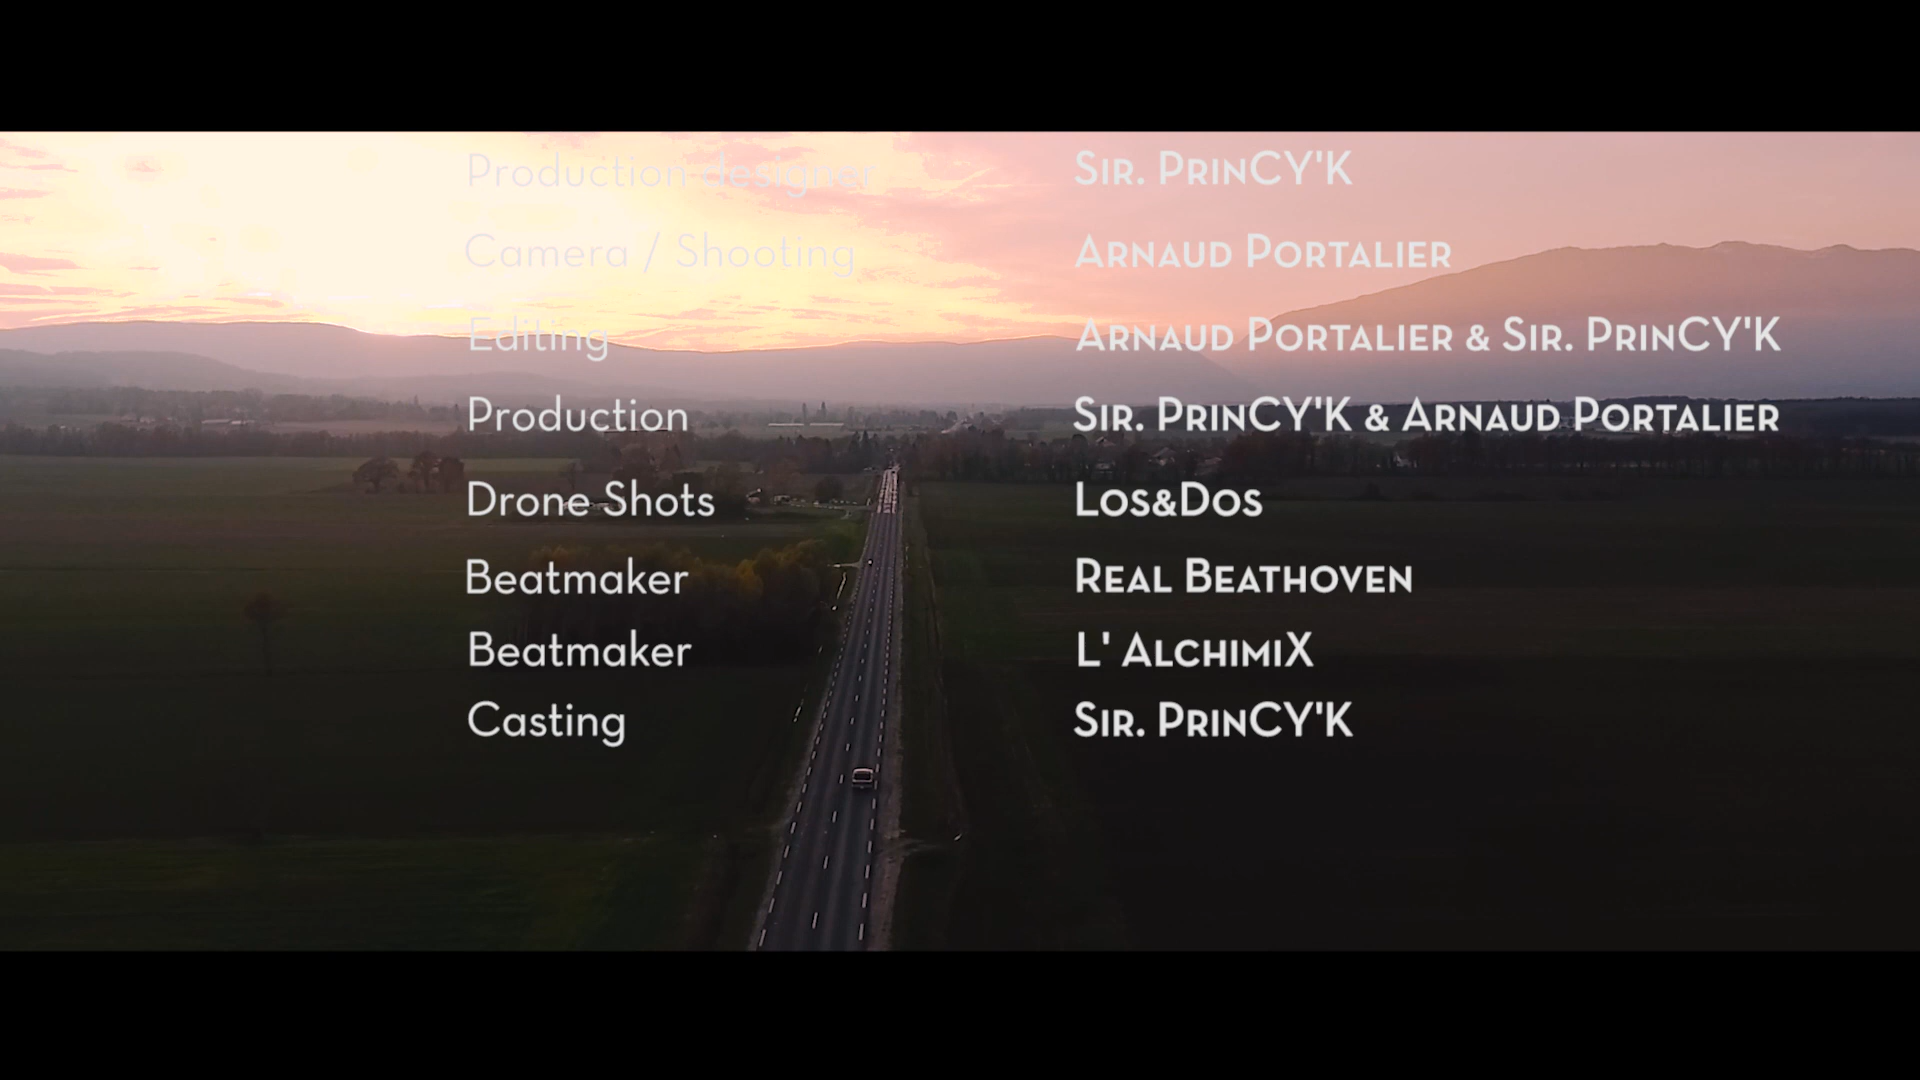 Production designer Sir. PrinCY'K
Camera / Shooting Arnaud Portalier
Editing Arnaud Portalier & Sir. PrinCY'K
Production Sir. PrinCY'K & Arnaud Portalier
Drone Shots Los&Dos
Beatmaker Real Beathoven
Beatmaker L' AlchimiX
Casting Sir. PrinCY'K